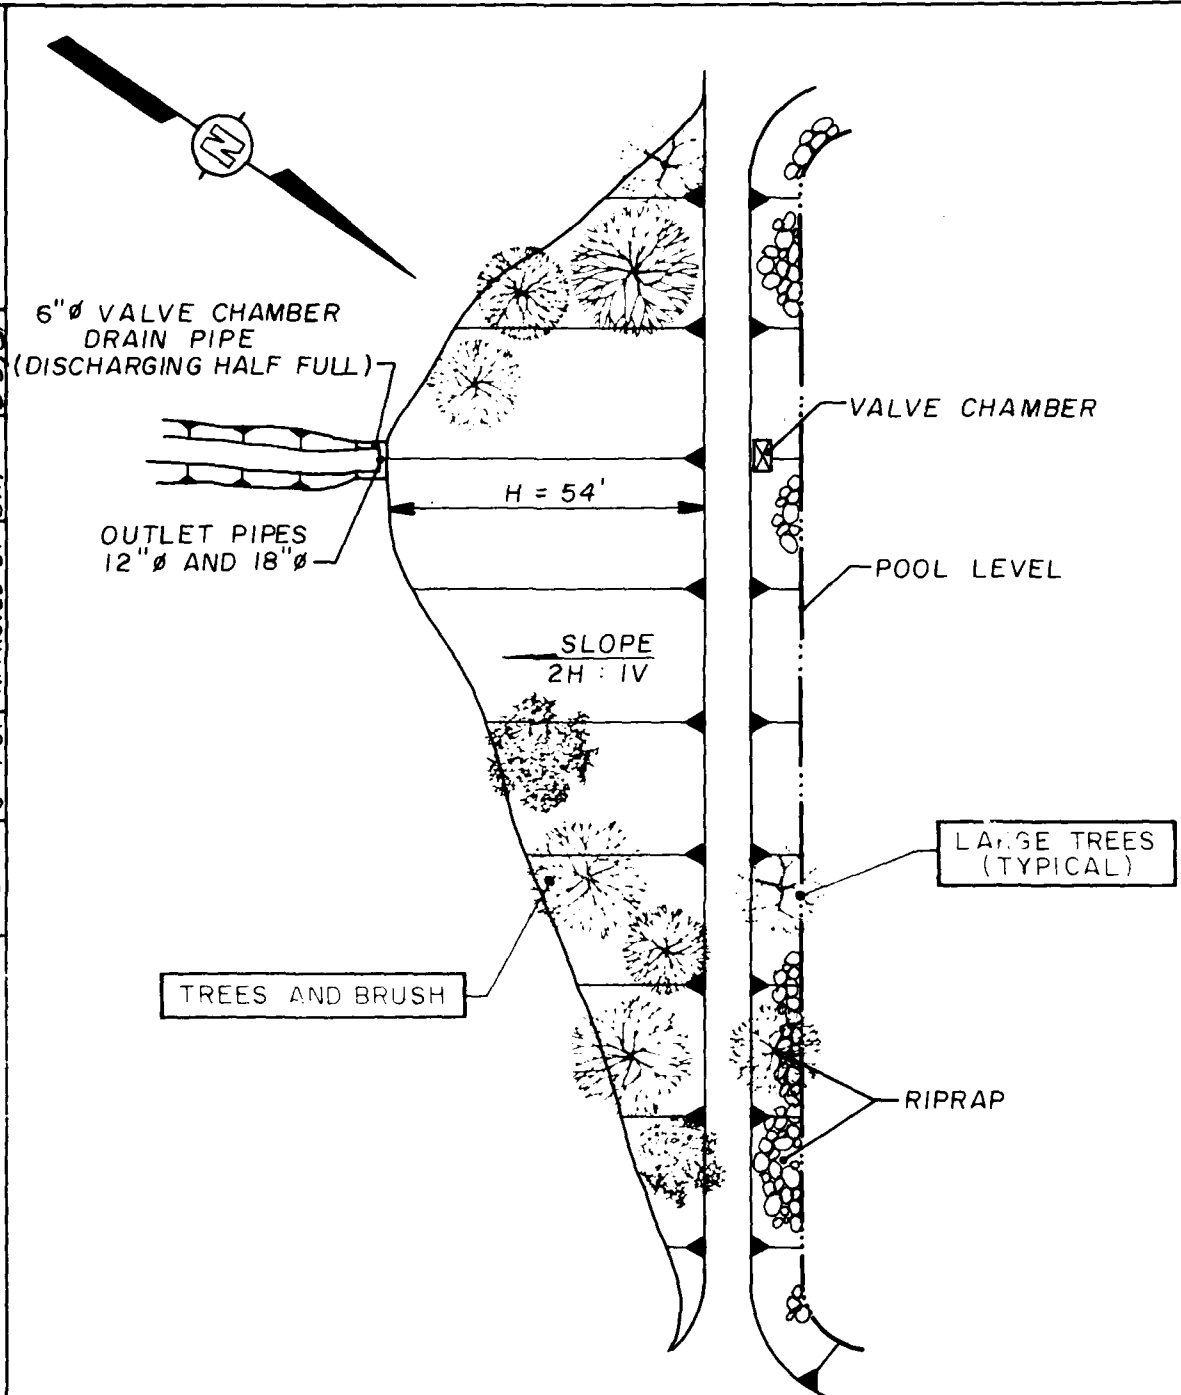 N
6"ø VALVE CHAMBER
DRAIN PIPE
(DISCHARGING HALF FULL)
VALVE CHAMBER
H = 54'
OUTLET PIPES
12"ø AND 18"ø
POOL LEVEL
SLOPE
2H : 1V
LARGE TREES
(TYPICAL)
TREES AND BRUSH
RIPRAP